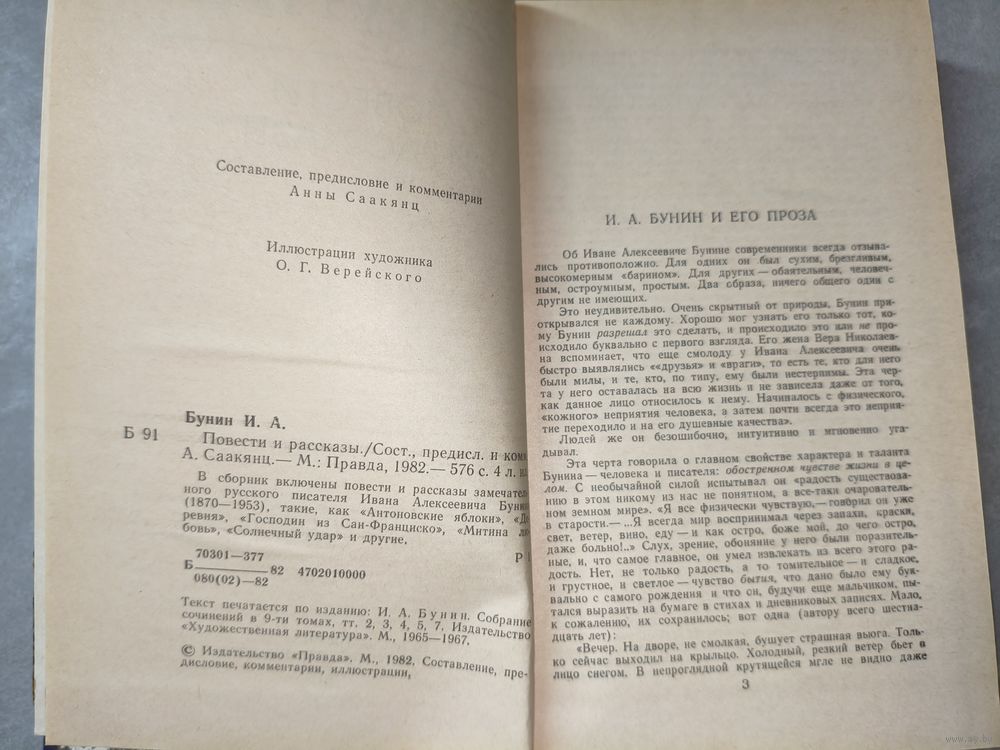 Составление, предисловие и комментарии
Анны Саакянц
Иллюстрации художника
О. Г. Верейского
Бунин И. А.
Б 91
Повести и рассказы./Сост., предисл. и комм
А. Саакянц.— М.: Правда, 1982.— 576 с. 4 л.
В сборник включены повести и рассказы замечатель
ного русского писателя Ивана Алексеевича Бунин
(1870—1953), такие, как «Антоновские яблоки», «Де
ревня», «Господин из Сан-Франциско», «Митина лю
бовь», «Солнечный удар» и другие.
70301—377
Б———82 4702010000
080(02)—82
Р
Текст печатается по изданию: И. А. Бунин. Собрание
сочинений в 9-ти томах, тт. 2, 3, 4, 5, 7. Издательство
«Художественная литература». М., 1965—1967.
© Издательство «Правда». М., 1982. Составление, пре-
дисловие, комментарии, иллюстрации,
И. А. БУНИН И ЕГО ПРОЗА
Об Иване Алексеевиче Бунине современники всегда отзыва-
лись противоположно. Для одних он был сухим, брезгливым,
высокомерным «барином». Для других — обаятельным, человеч-
ным, остроумным, простым. Два образа, ничего общего один с
другим не имеющих.
Это неудивительно. Очень скрытный от природы, Бунин при-
открывался не каждому. Хорошо мог узнать его только тот, ко-
му Бунин разрешал это сделать, и происходило это или не про-
исходило буквально с первого взгляда. Его жена Вера Николаев-
на вспоминает, что еще смолоду у Ивана Алексеевича очень
быстро выявлялись ««друзья» и «враги», то есть те, кто для него
были милы, и те, кто, по типу, ему были нестерпимы. Эта чер-
та у него оставалась на всю жизнь и не зависела даже от того,
как данное лицо относилось к нему. Начиналось с физического,
«кожного» неприятия человека, а затем почти всегда это неприя-
тие переходило и на его душевные качества».
Людей же он безошибочно, интуитивно и мгновенно уга-
дывал.
Эта черта говорила о главном свойстве характера и таланта
Бунина — человека и писателя: обостренном чувстве жизни в це-
лом. С необычайной силой испытывал он «радость существова-
нию в этом никому из нас не понятном, а все-таки очарователь-
ном земном мире». «Я все физически чувствую,— говорил он уже
в старости.— ...Я всегда мир воспринимал через запахи, краски,
свет, ветер, вино, еду — и как остро, боже мой, до чего остро,
даже больно!..» Слух, зрение, обоняние у него были поразитель-
ные, и, что самое главное, он умел извлекать из всего этого ра-
дость. Нет, не только радость, а то томительное — и сладкое,
и грустное, и светлое — чувство бытия, что дано было ему бук-
вально с самого рождения и что он, будучи еще мальчиком, пы-
тался выразить на бумаге в стихах и дневниковых записях. Мало,
к сожалению, их сохранилось; вот одна (автору всего шестна-
дцать лет):
«Вечер. На дворе, не смолкая, бушует страшная вьюга. Толь-
ко сейчас выходил на крыльцо. Холодный, резкий ветер бьет в
лицо снегом. В непроглядной крутящейся мгле не видно даже
3